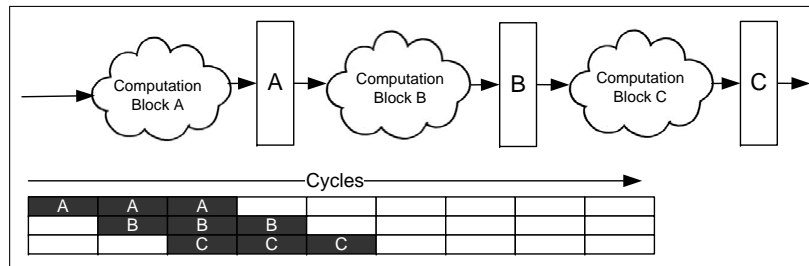 Computation
Block A
A
Computation
Block B
B
Computation
Block C
C
Cycles
A A A
B B B
C C C